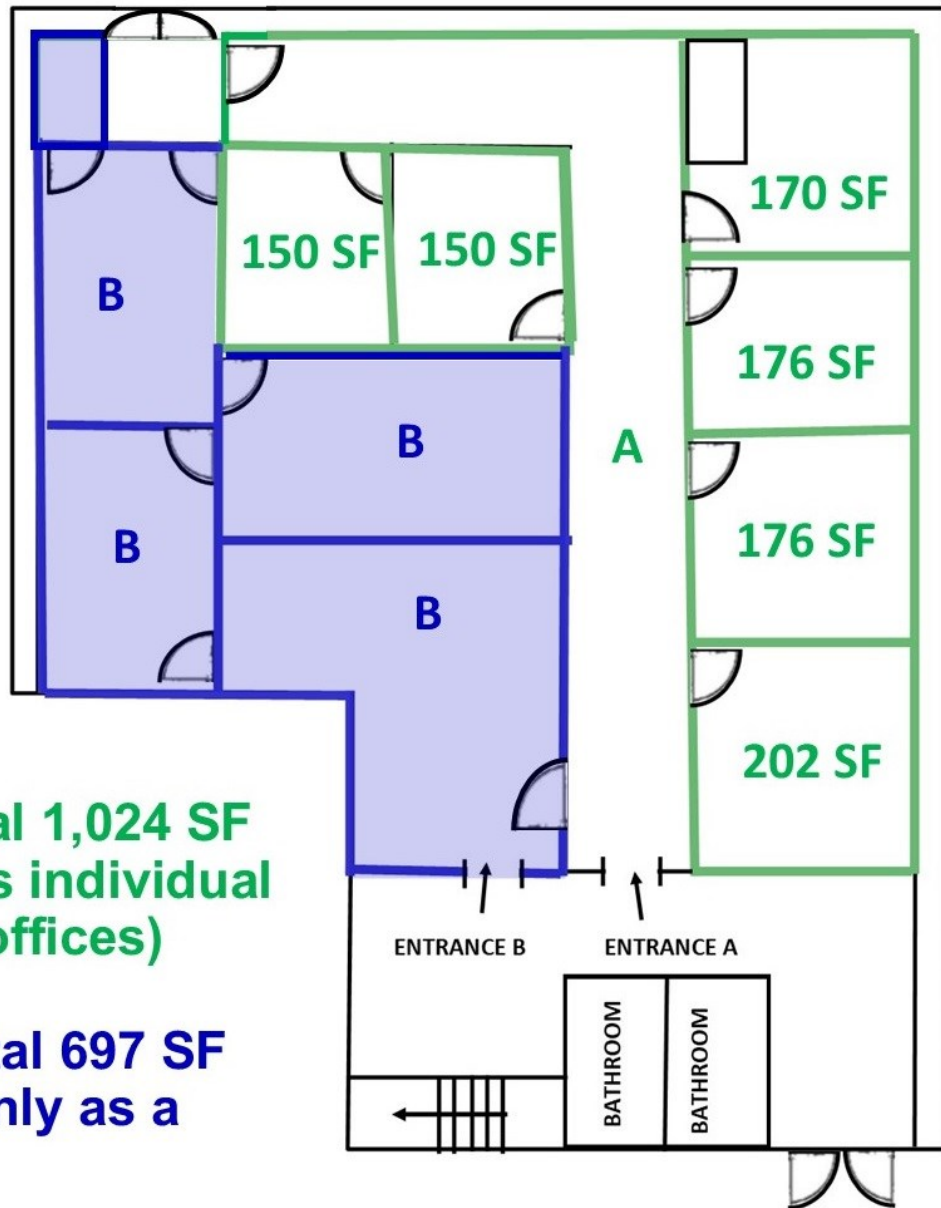 170 SF
150 SF
150 SF
B
176 SF
B
A
B
176 SF
B
202 SF
al 1,024 SF
s individual
offices)
ENTRANCE B
ENTRANCE A
tal 697 SF
nly as a
BATHROOM
BATHROOM